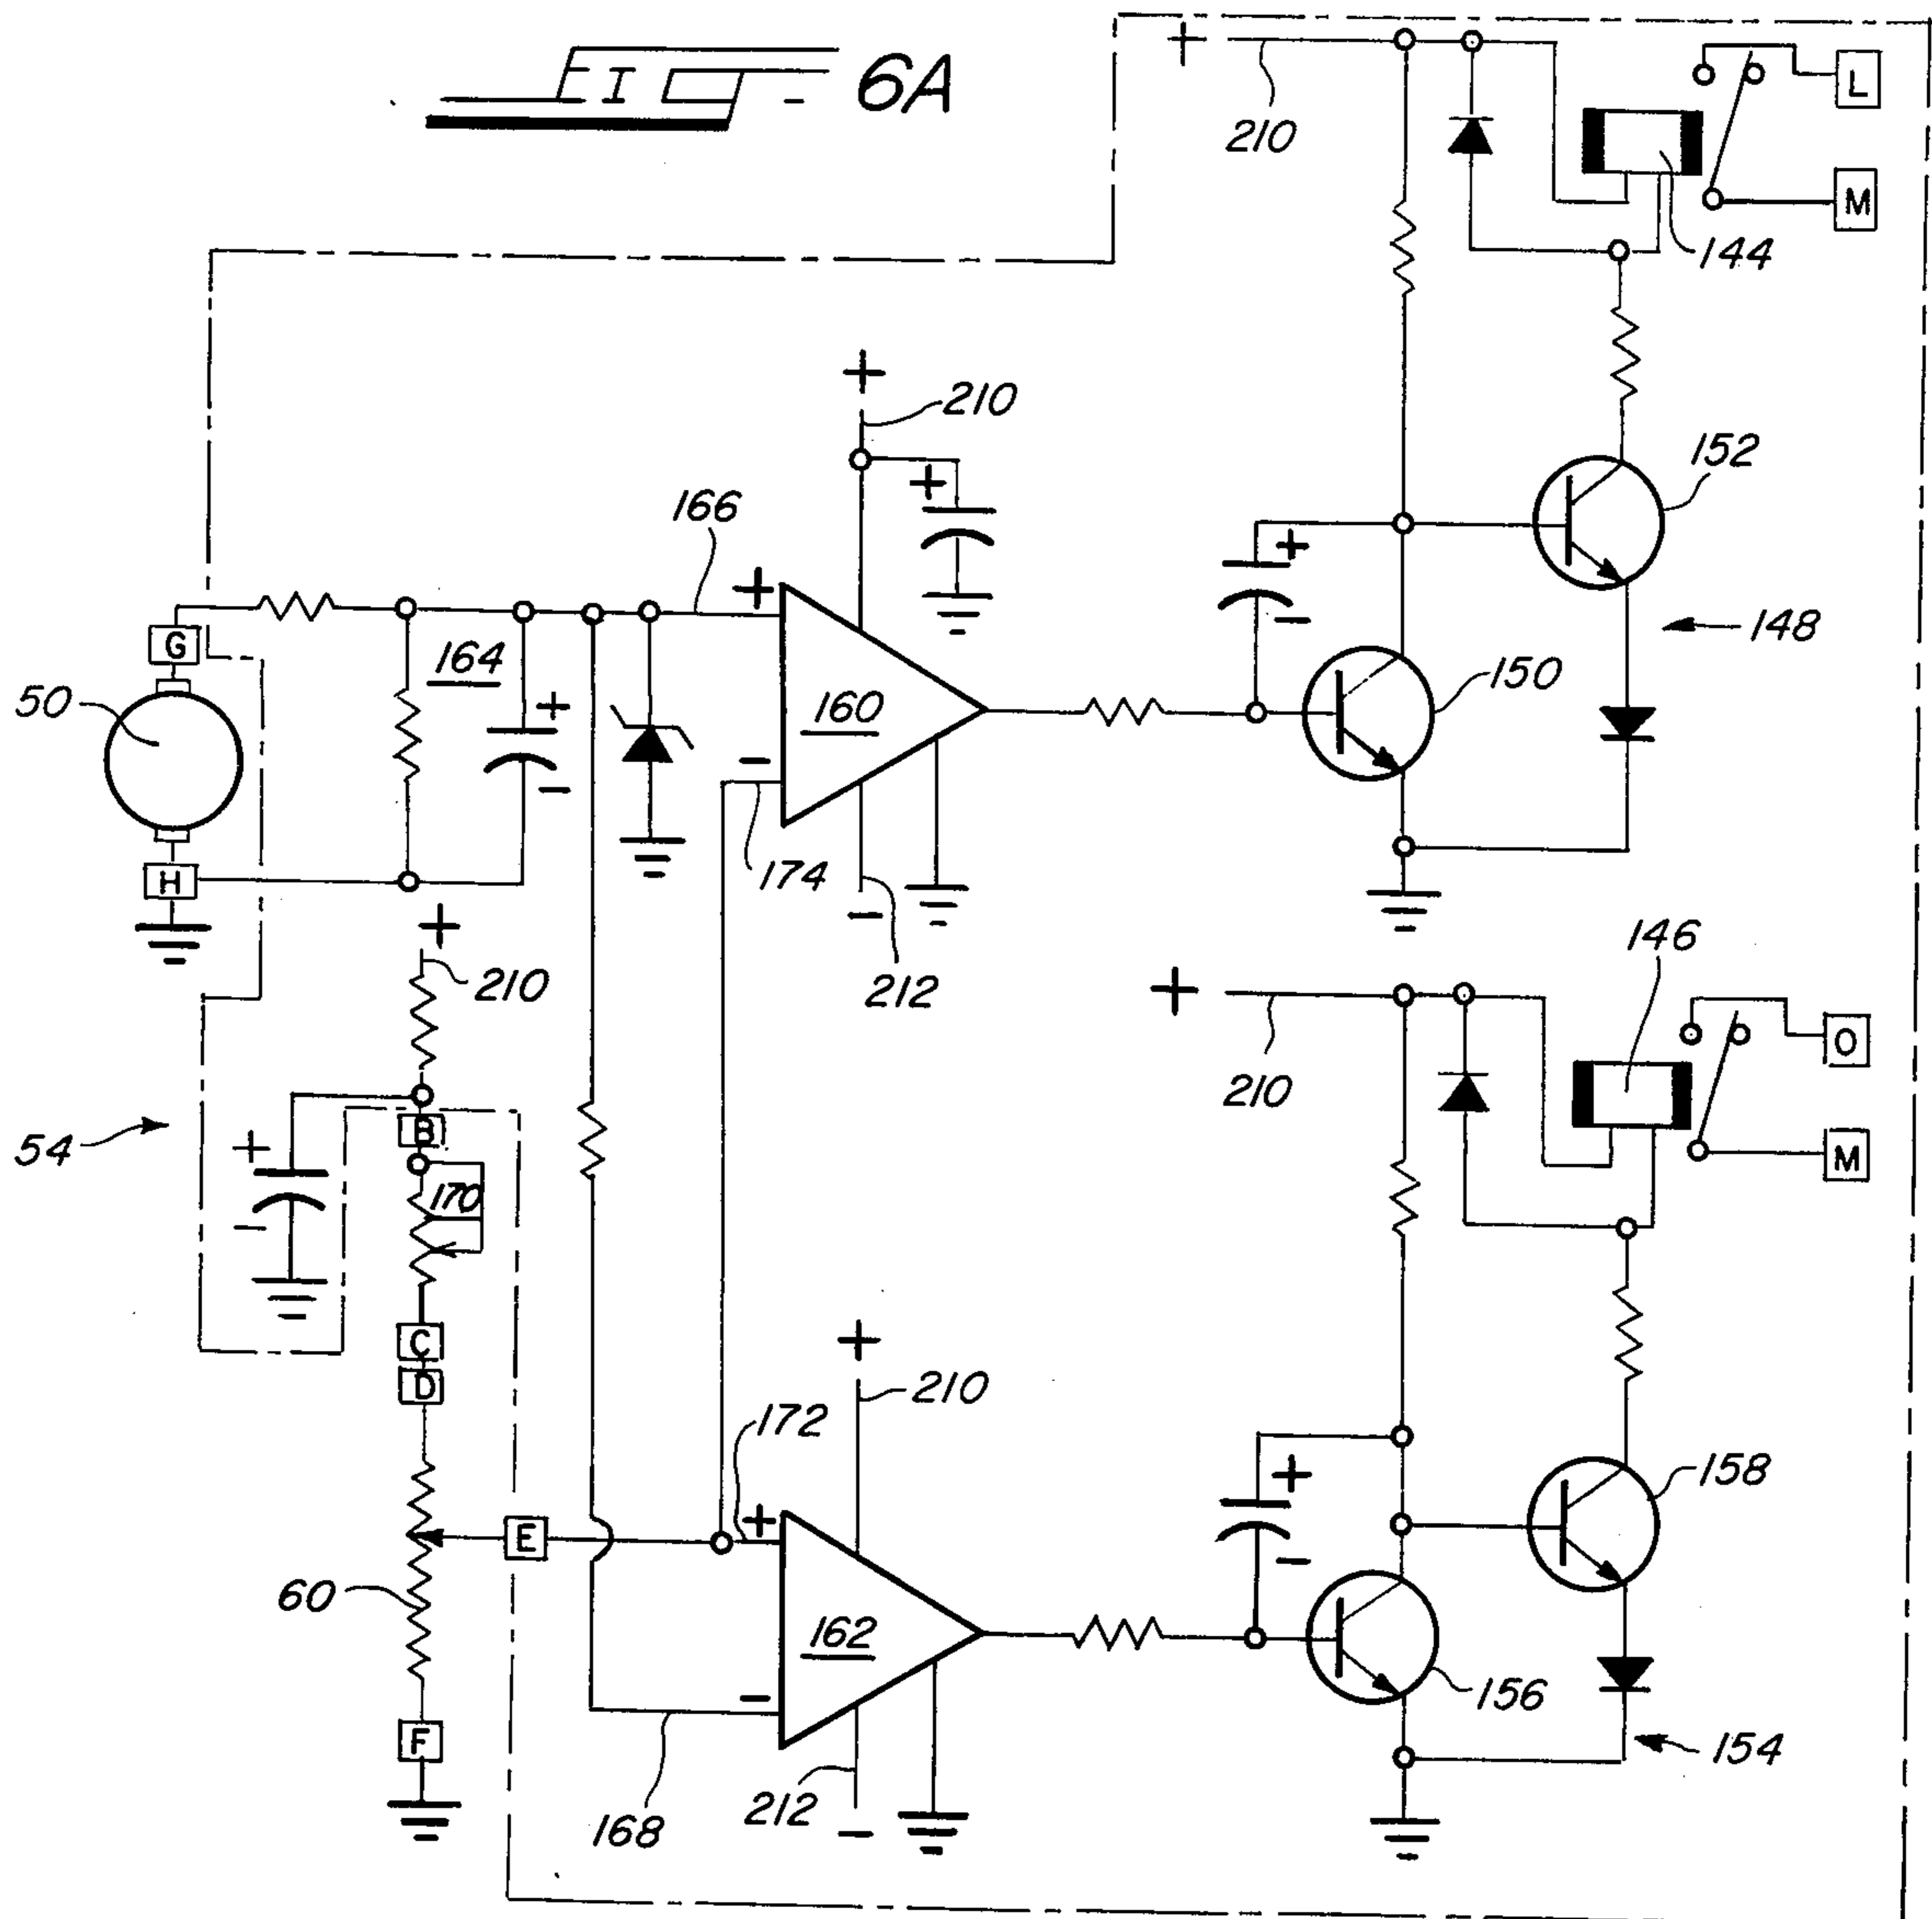 FIG-6A
+ 210 L
M
144
+
210 +
152
166
+ + -
148
G
164
+ -
50
160
-
150
H
174
- 212
+
210
146
+ 210
O
M
54
+ -
B
170
C
D
+
210
172
+
+ -
158
E
60
162
-
156
F
168
212 -
154